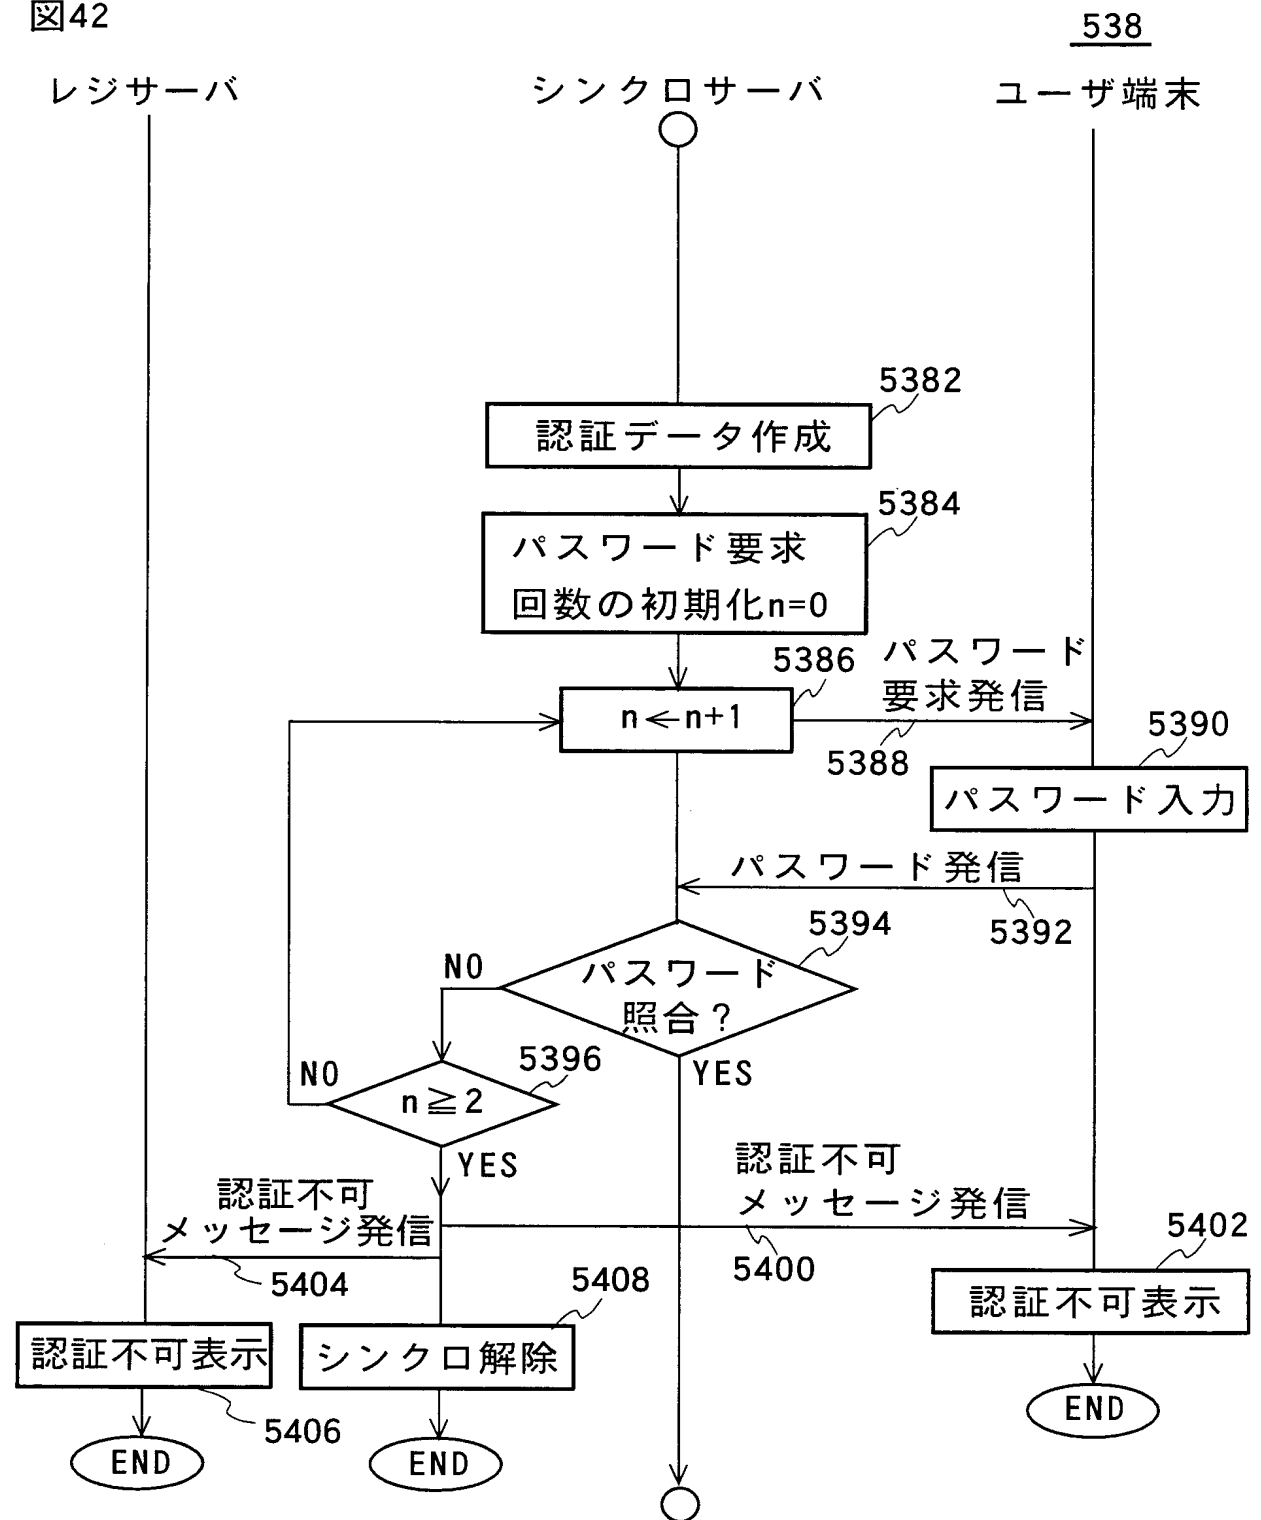 図42
538
レジサーバ
シンクロサーバ
ユーザ端末
5382
認証データ作成
5384
パスワード要求
回数の初期化n=0
5386
パスワード
要求発信
n←n+1
5388
5390
パスワード入力
パスワード発信
5392
5394
NO
パスワード
照合?
5396
NO
YES
n≧2
YES
認証不可
メッセージ発信
認証不可
メッセージ発信
5402
5400
5404
5408
認証不可表示
認証不可表示
シンクロ解除
5406
END
END
END